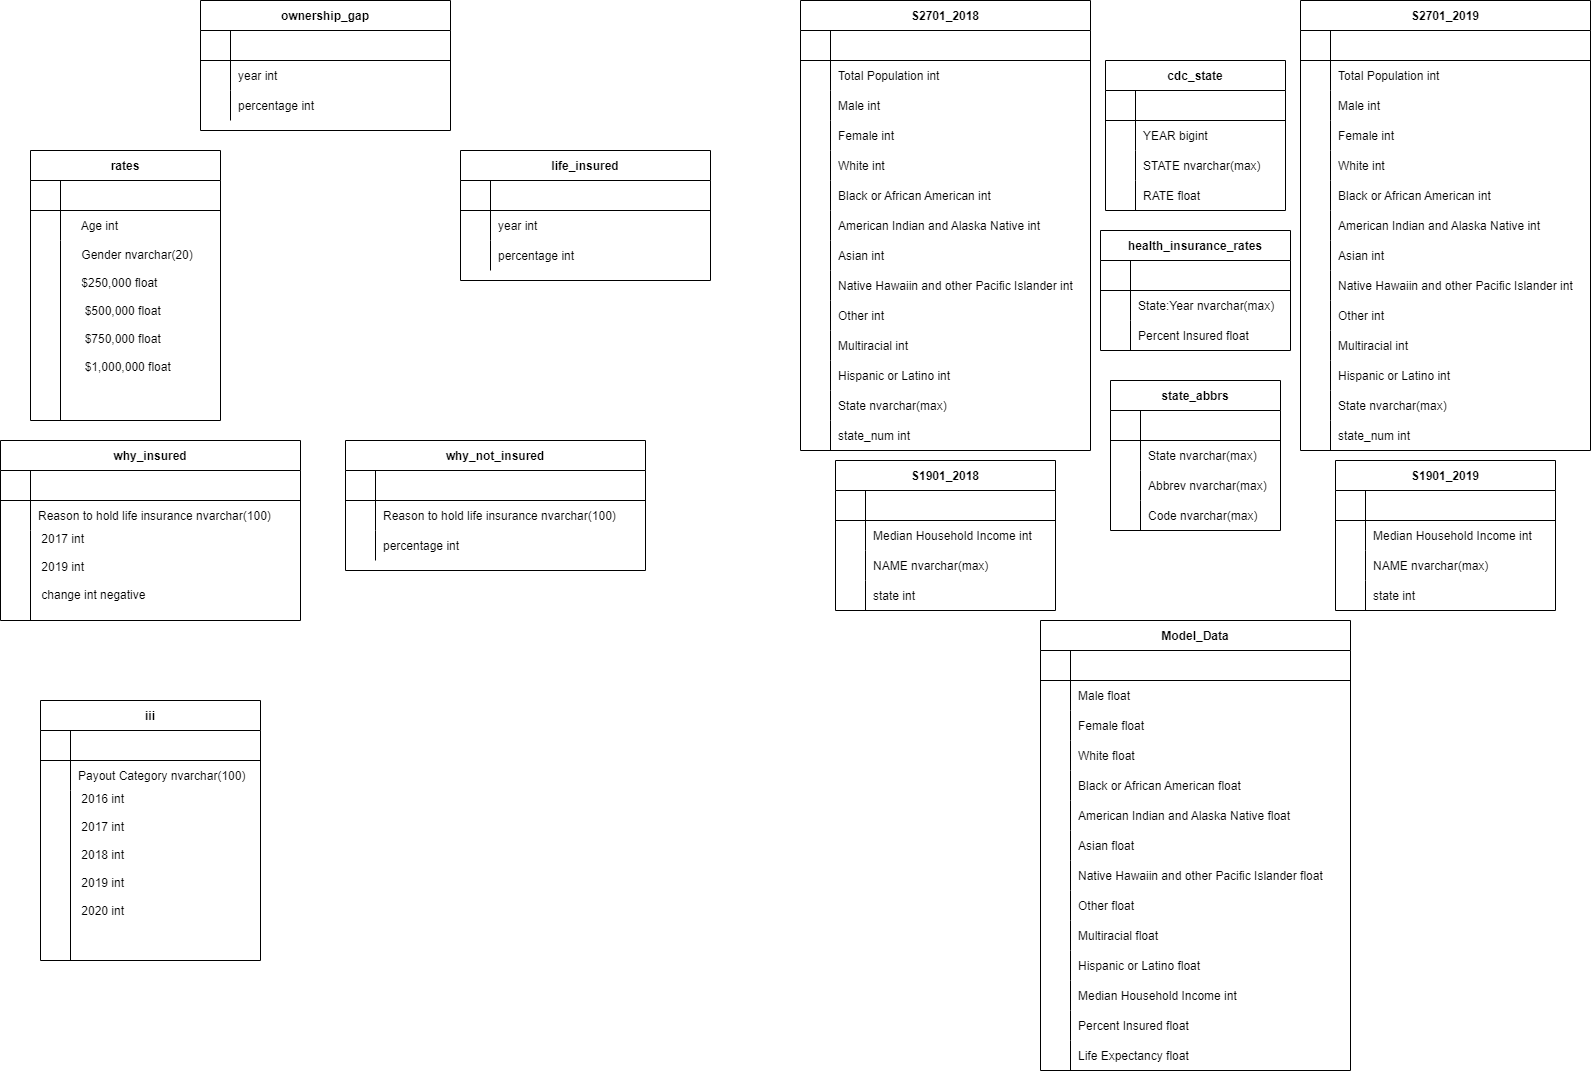 ownership_gap
year int
percentage int
rates
Age int
Gender nvarchar(20)
$250,000 float
$500,000 float
$750,000 float
$1,000,000 float
life_insured
year int
percentage int
why_insured
Reason to hold life insurance nvarchar(100)
2017 int
2019 int
change int negative
why_not_insured
Reason to hold life insurance nvarchar(100)
percentage int
iii
Payout Category nvarchar(100)
2016 int
2017 int
2018 int
2019 int
2020 int
S2701_2018
Total Population int
Male int
Female int
White int
Black or African American int
American Indian and Alaska Native int
Asian int
Native Hawaiin and other Pacific Islander int
Other int
Multiracial int
Hispanic or Latino int
State nvarchar(max)
state_num int
cdc_state
YEAR bigint
STATE nvarchar(max)
RATE float
health_insurance_rates
State:Year nvarchar(max)
Percent Insured float
state_abbrs
State nvarchar(max)
Abbrev nvarchar(max)
Code nvarchar(max)
S2701_2019
Total Population int
Male int
Female int
White int
Black or African American int
American Indian and Alaska Native int
Asian int
Native Hawaiin and other Pacific Islander int
Other int
Multiracial int
Hispanic or Latino int
State nvarchar(max)
state_num int
S1901_2018
Median Household Income int
NAME nvarchar(max)
state int
S1901_2019
Median Household Income int
NAME nvarchar(max)
state int
Model_Data
Male float
Female float
White float
Black or African American float
American Indian and Alaska Native float
Asian float
Native Hawaiin and other Pacific Islander float
Other float
Multiracial float
Hispanic or Latino float
Median Household Income int
Percent Insured float
Life Expectancy float